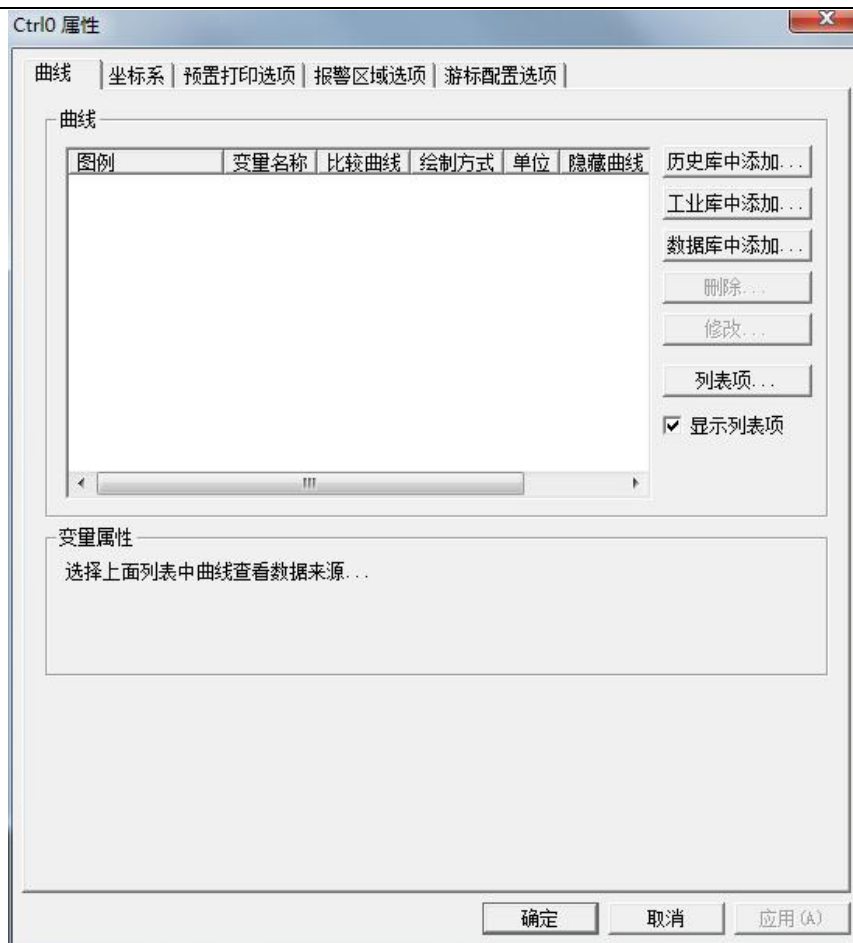 Ctrl0 属性
曲线 坐标系 预置打印选项 报警区域选项 游标配置选项
曲线
图例 变量名称 比较曲线 绘制方式 单位 隐藏曲线
历史库中添加...
工业库中添加...
数据库中添加...
删除...
修改...
列表项...
显示列表项
变量属性
选择上面列表中曲线查看数据来源...
确定 取消 应用(A)